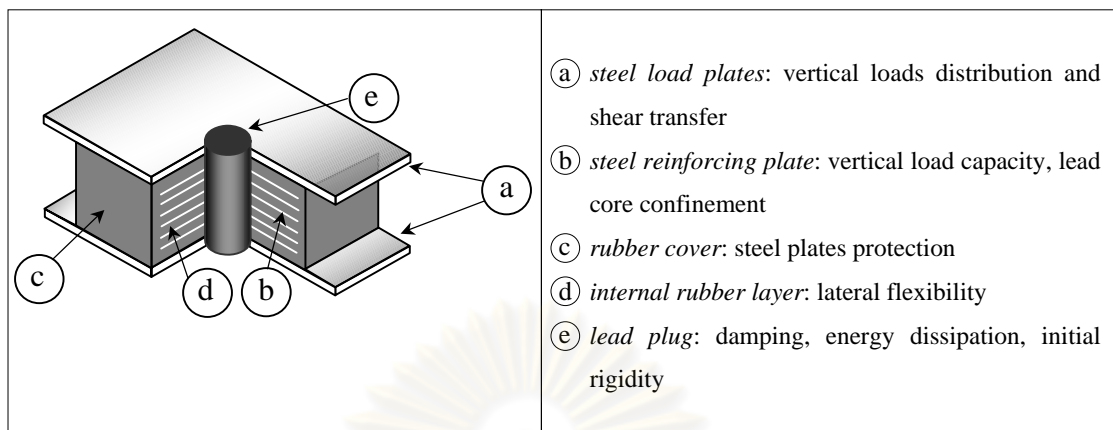 e
a
c
d
b
a steel load plates: vertical loads distribution and
shear transfer
b steel reinforcing plate: vertical load capacity, lead
core confinement
c rubber cover: steel plates protection
d internal rubber layer: lateral flexibility
e lead plug: damping, energy dissipation, initial
rigidity